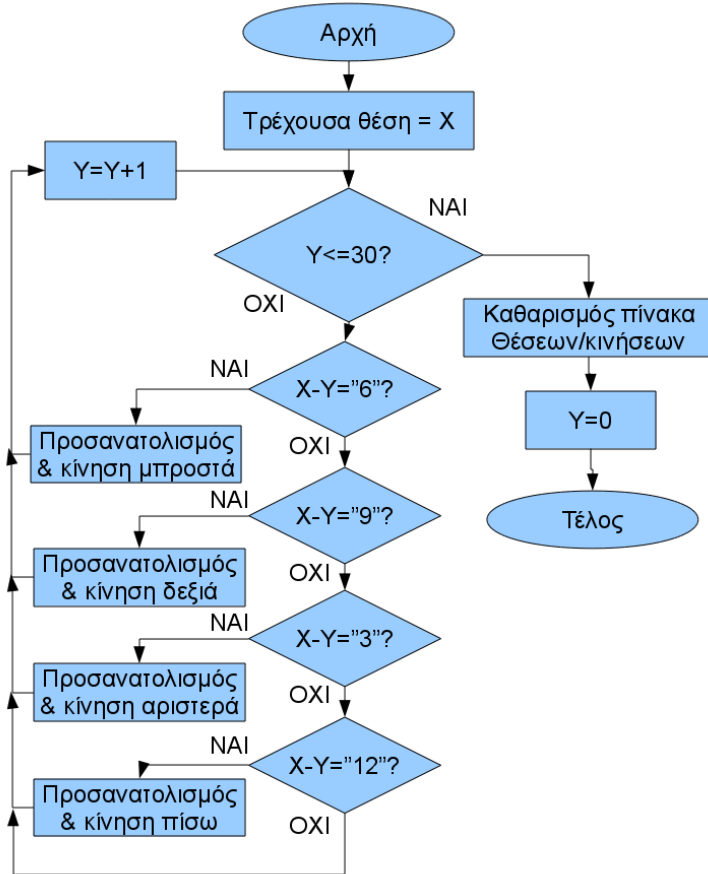 Αρχή
Τρέχουσα θέση = X
Y=Y+1
ΝΑΙ
Y<=30?
ΟΧΙ
Καθαρισμός πίνακα
Θέσεων/κινήσεων
ΝΑΙ
X-Y=”6”?
Y=0
Προσανατολισμός
& κίνηση μπροστά
ΟΧΙ
ΝΑΙ
X-Y=”9”?
Τέλος
Προσανατολισμός
& κίνηση δεξιά
ΟΧΙ
ΝΑΙ
X-Y=”3”?
Προσανατολισμός
& κίνηση αριστερά
ΟΧΙ
ΝΑΙ
X-Y=”12”?
Προσανατολισμός
& κίνηση πίσω
ΟΧΙ